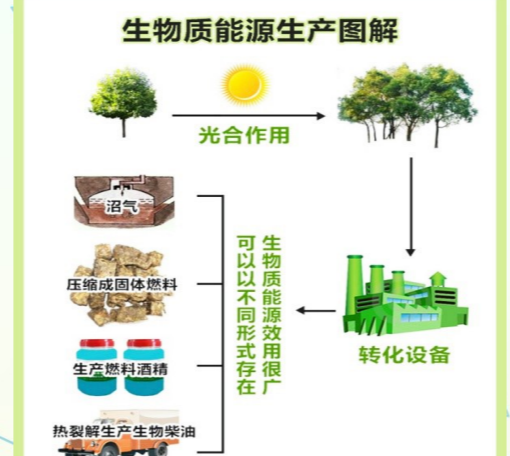 生物质能源生产图解
光合作用
沼气
压缩成固体燃料
生产燃料酒精
热裂解生产生物柴油
生物质能源效用很广
可以以不同形式存在
转化设备